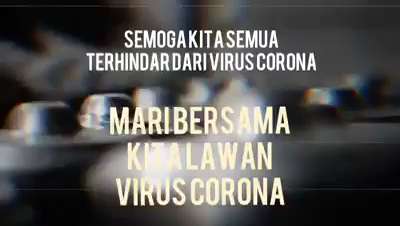 SEMOGA KITA SEMUA
TERHINDAR DARI VIRUS CORONA
MARI BERSAMA
KITA LAWAN
VIRUS CORONA